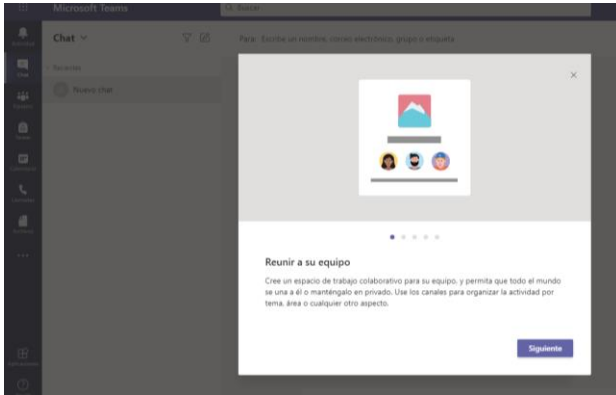 Microsoft Teams
Buscar
Chat
Para: Escriba un nombre, correo electrónico, grupo o etiqueta
Recientes
Nuevo chat
Chat
Reunir a su equipo
Cree un espacio de trabajo colaborativo para su equipo, y permita que todo el mundo
se una a él o manténgalo en privado. Use los canales para organizar la actividad por
tema, área o cualquier otro aspecto.
Siguiente